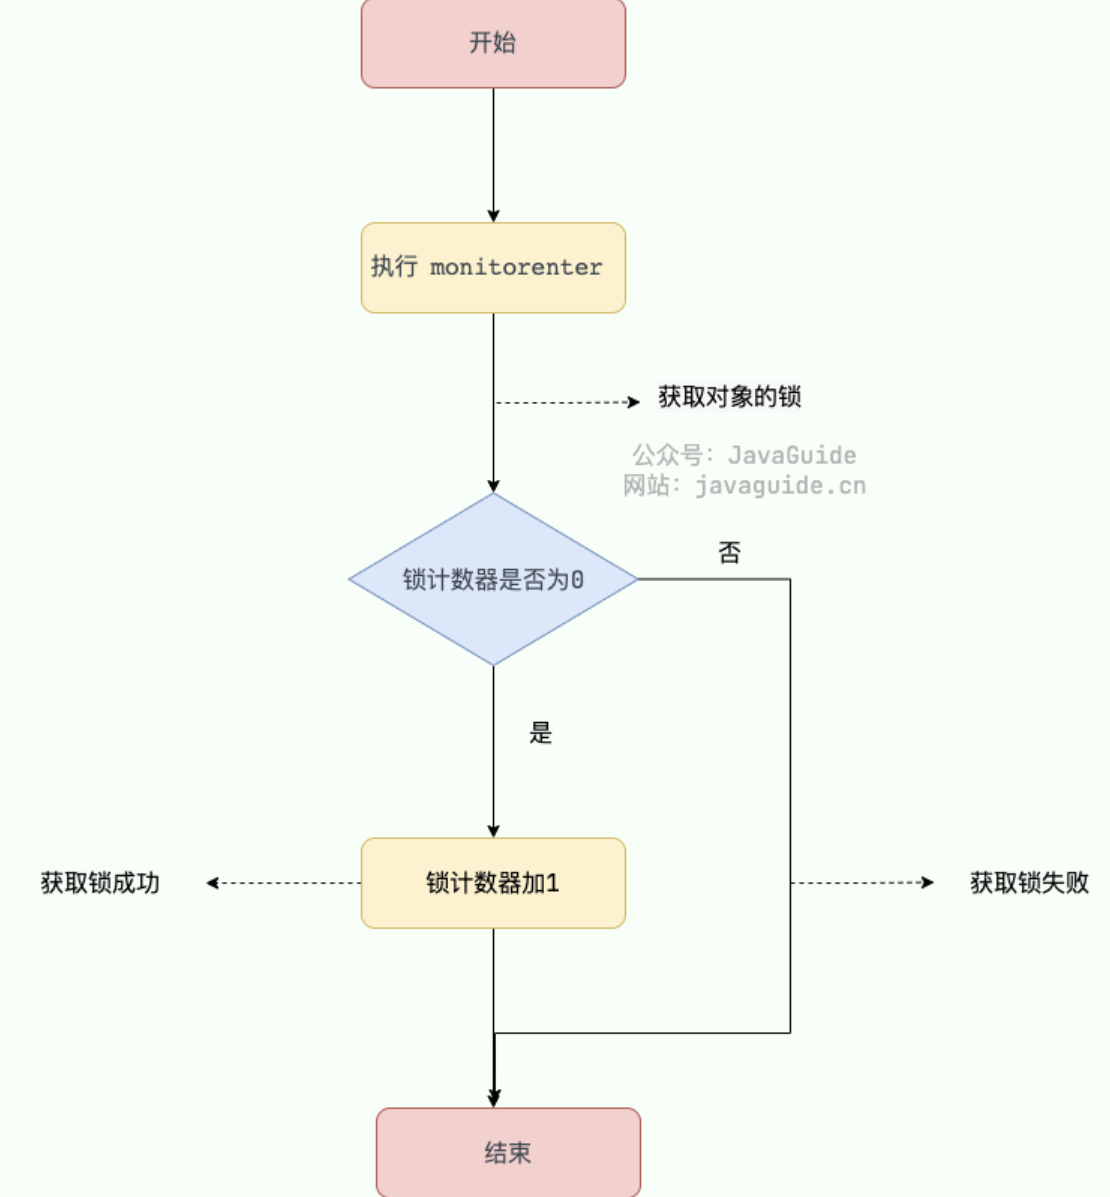 开始
执行 monitorenter
获取对象的锁
公众号：JavaGuide
网站：javaguide.cn
否
锁计数器是否为0
是
获取锁成功
锁计数器加1
获取锁失败
结束